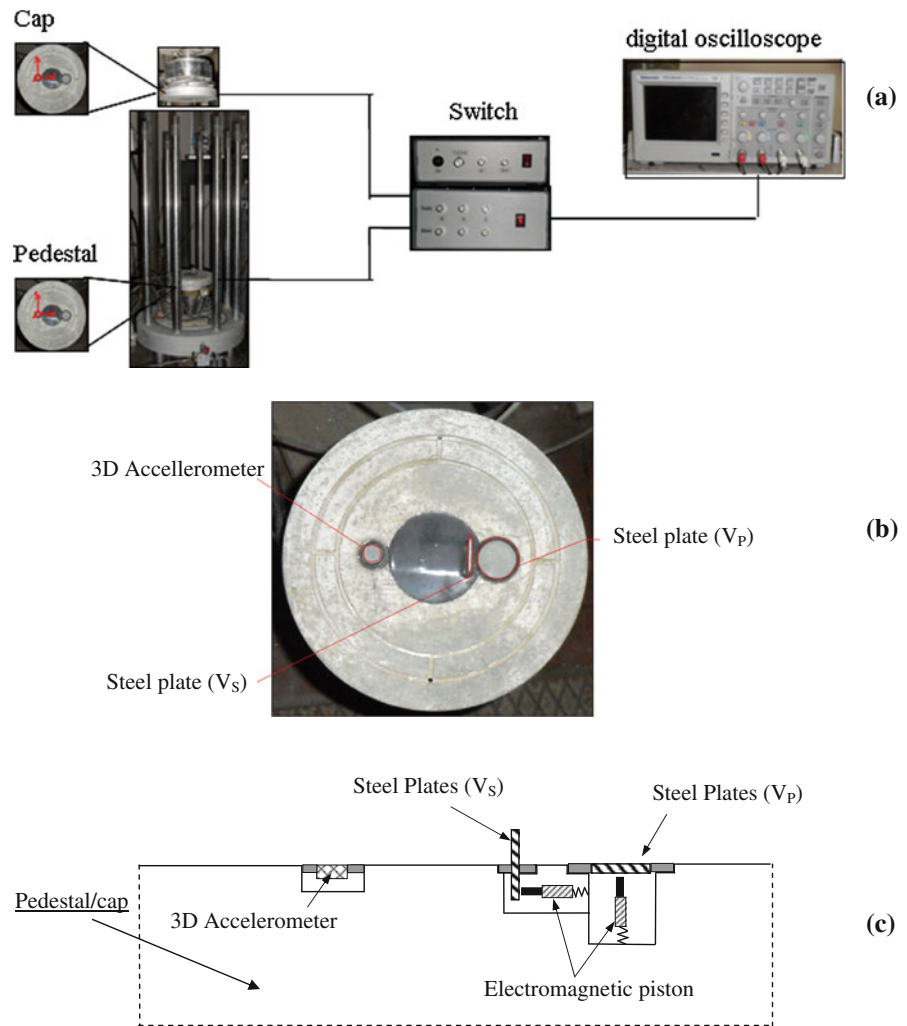 Cap
digital oscilloscope
(a)
Switch
Pedestal
3D Accellerometer
Steel plate (VP)
(b)
Steel plate (VS)
Steel Plates (VS)
Steel Plates (VP)
Pedestal/cap
3D Accelerometer
(c)
Electromagnetic piston